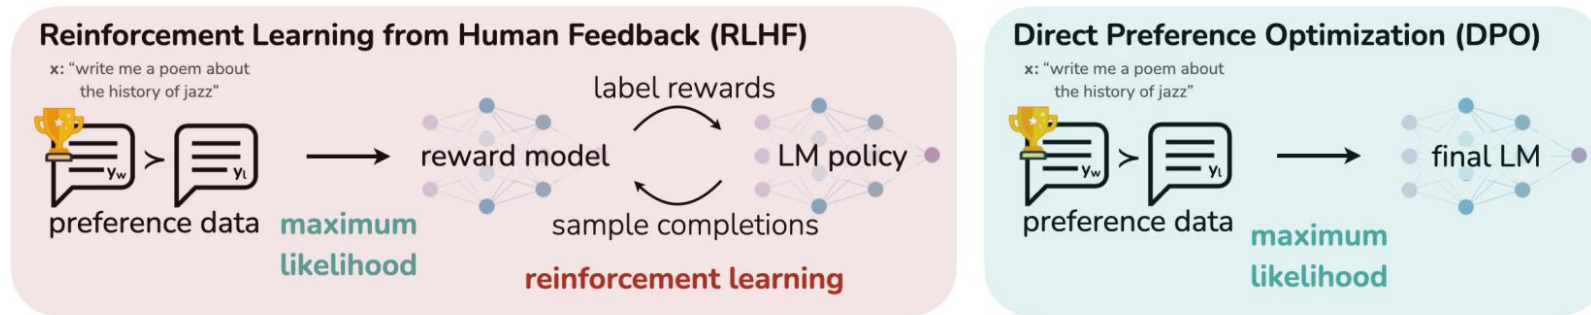 Reinforcement Learning from Human Feedback (RLHF)
x: “write me a poem about
the history of jazz”
label rewards
yw
>
yl
reward model
LM policy
preference data
maximum
likelihood
sample completions
reinforcement learning
Direct Preference Optimization (DPO)
x: “write me a poem about
the history of jazz”
yw
>
yl
final LM
preference data
maximum
likelihood